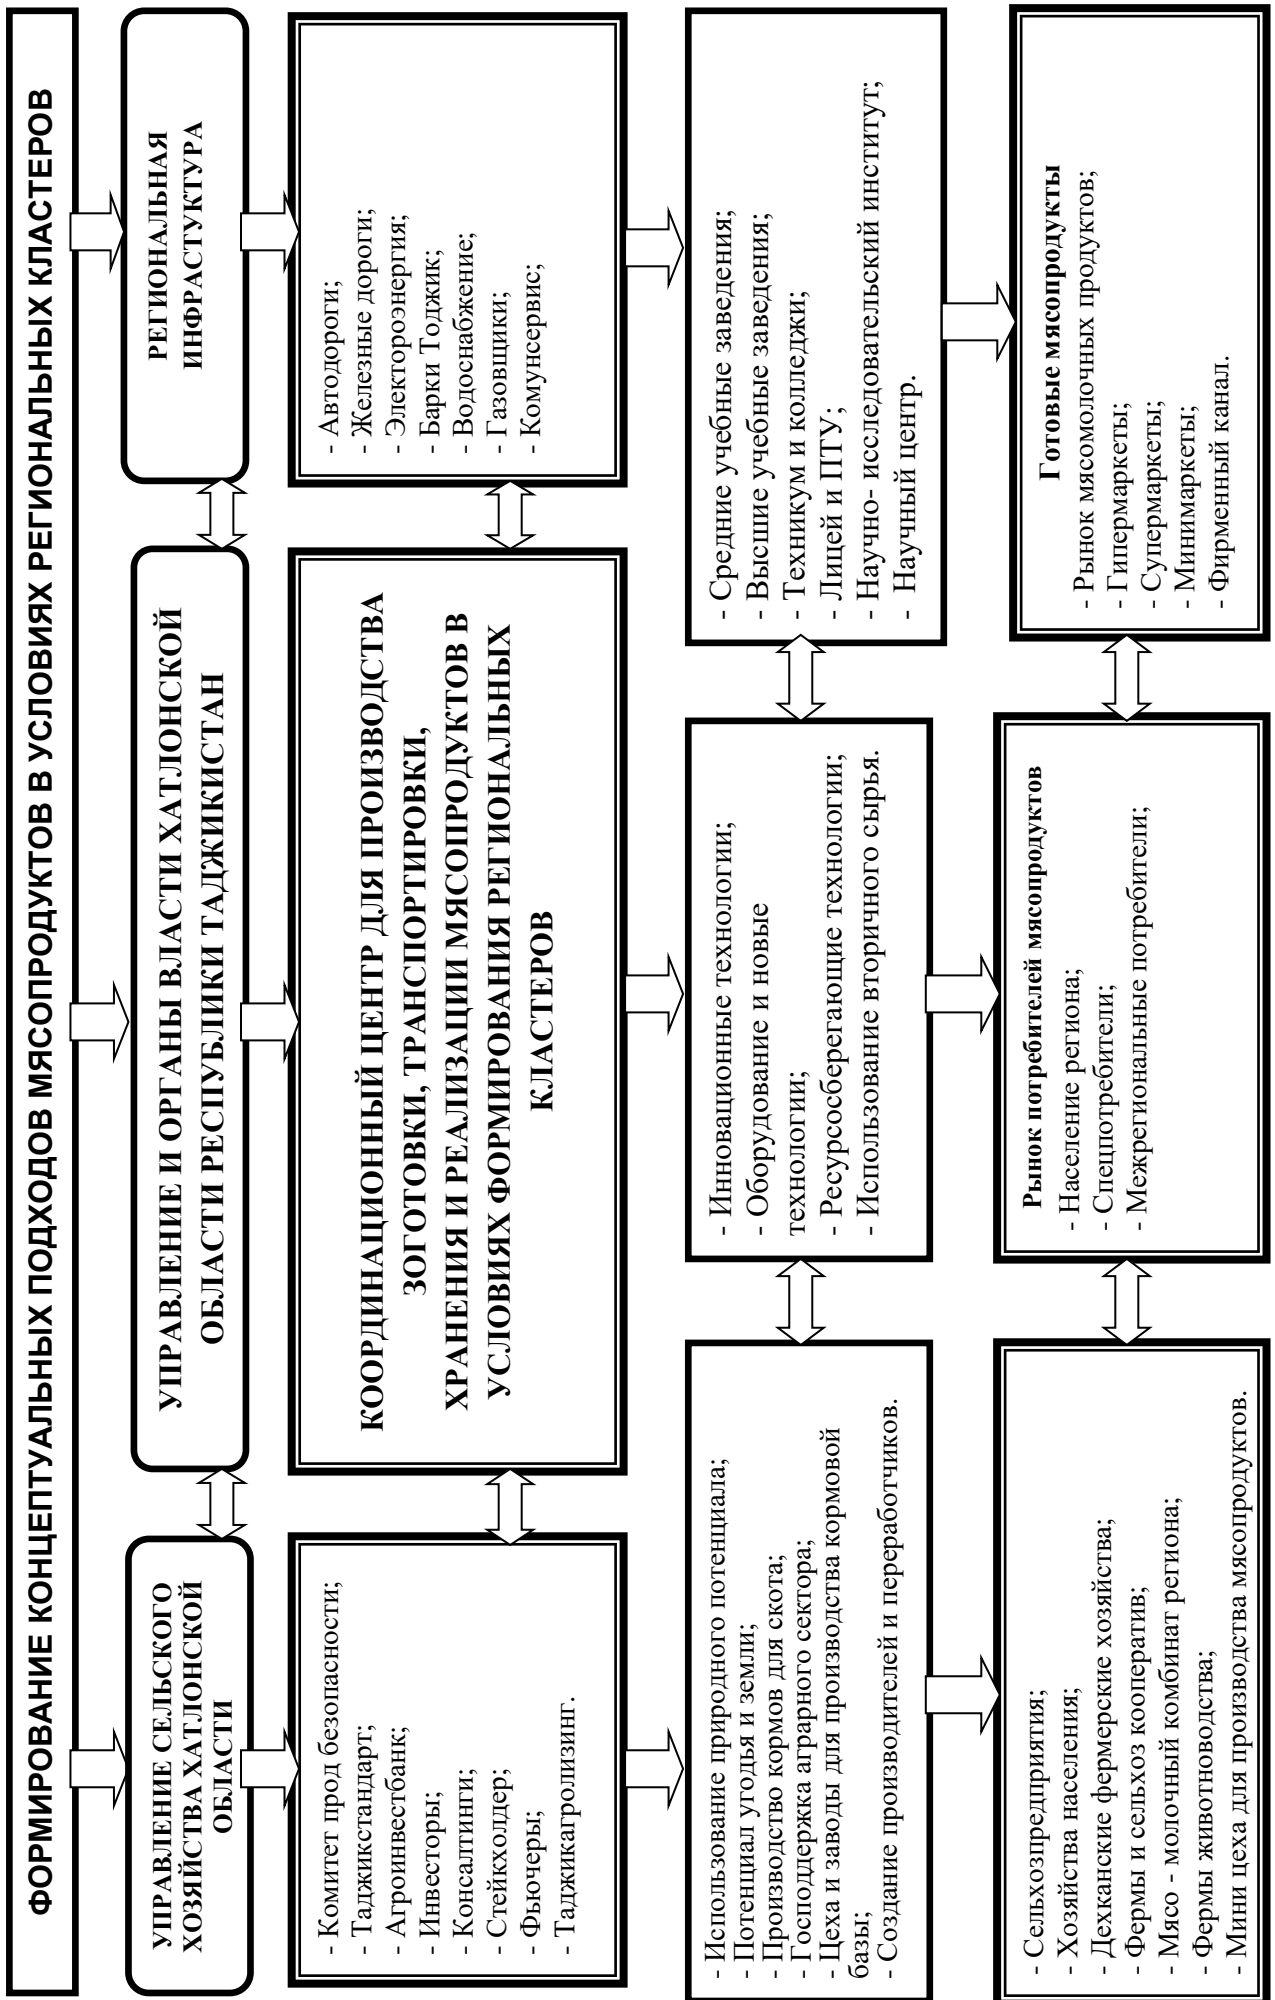 ФОРМИРОВАНИЕ КОНЦЕПТУАЛЬНЫХ ПОДХОДОВ МЯСОПРОДУКТОВ В УСЛОВИЯХ РЕГИОНАЛЬНЫХ КЛАСТЕРОВ
УПРАВЛЕНИЕ СЕЛЬСКОГО
ХОЗЯЙСТВА ХАТЛОНСКОЙ
ОБЛАСТИ
УПРАВЛЕНИЕ И ОРГАНЫ ВЛАСТИ ХАТЛОНСКОЙ
ОБЛАСТИ РЕСПУБЛИКИ ТАДЖИКИСТАН
РЕГИОНАЛЬНАЯ
ИНФРАСТУКТУРА
- Комитет прод безопасности;
- Таджикстандарт;
- Агроинвестбанк;
- Инвесторы;
- Консалтинги;
- Стейкхолдер;
- Фьючеры;
- Таджикагролизинг.
КООРДИНАЦИОННЫЙ ЦЕНТР ДЛЯ ПРОИЗВОДСТВА
ЗОГОТОВКИ, ТРАНСПОРТИРОВКИ,
ХРАНЕНИЯ И РЕАЛИЗАЦИИ МЯСОПРОДУКТОВ В
УСЛОВИЯХ ФОРМИРОВАНИЯ РЕГИОНАЛЬНЫХ
КЛАСТЕРОВ
- Автодороги;
- Железные дороги;
- Электороэнергия;
- Барки Тоджик;
- Водоснабжение;
- Газовщики;
- Комунсервис;
- Использование природного потенциала;
- Потенциал угодья и земли;
- Производство кормов для скота;
- Господдержка аграрного сектора;
- Цеха и заводы для производства кормовой
базы;
- Создание производителей и переработчиков.
- Инновационные технологии;
- Оборудование и новые
технологии;
- Ресурсосберегающие технологии;
- Использование вторичного сырья.
- Средние учебные заведения;
- Высшие учебные заведения;
- Техникум и колледжи;
- Лицей и ПТУ;
- Научно- исследовательский институт;
- Научный центр.
- Сельхозпредприятия;
- Хозяйства населения;
- Дехканские фермерские хозяйства;
- Фермы и сельхоз кооператив;
- Мясо - молочный комбинат региона;
- Фермы животноводства;
- Мини цеха для производства мясопродуктов.
Рынок потребителей мясопродуктов
- Население региона;
- Спецпотребители;
- Межрегиональные потребители;
Готовые мясопродукты
- Рынок мясомолочных продуктов;
- Гипермаркеты;
- Супермаркеты;
- Минимаркеты;
- Фирменный канал.